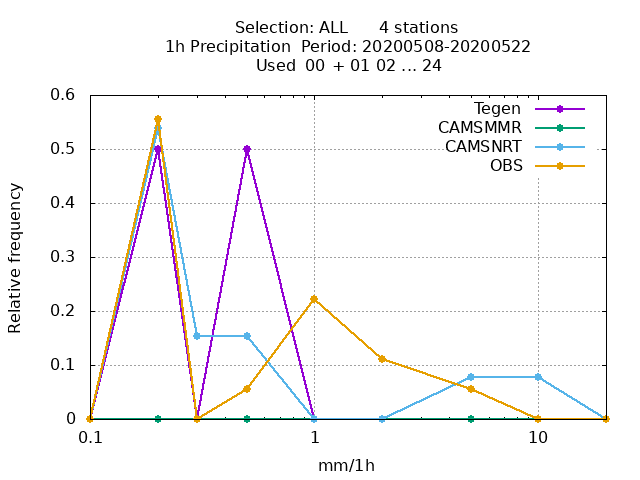 Selection: ALL 4 stations
1h Precipitation Period: 20200508-20200522
Used 00 + 01 02 ... 24
Tegen
CAMSMMR
CAMSNRT
OBS
Relative frequency
0.6
0.5
0.4
0.3
0.2
0.1
0
0.1 1 10
mm/1h